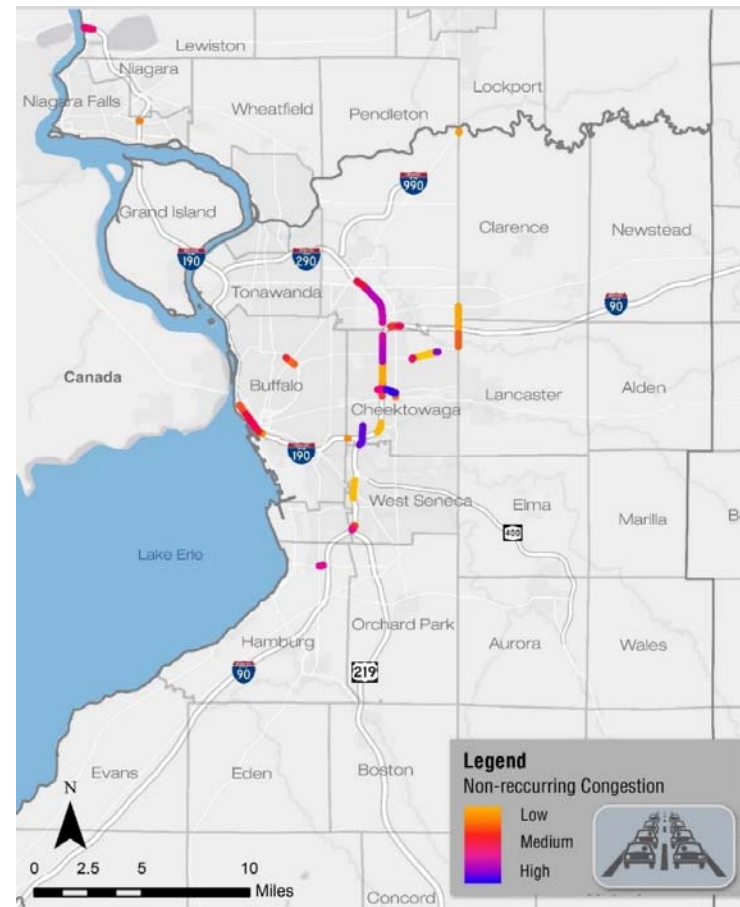 Lewiston
Niagara
Niagara Falls
Lockport
Wheatfield
Pendleton
990
Grand Island
Clarence
Newstead
190
290
Tonawanda
90
Canada
Buffalo
Lancaster
Alden
Cheektowaga
190
West Seneca
Elma
Marilla
400
Lake Erie
Orchard Park
Hamburg
Aurora
Wales
90
219
Evans
Eden
Boston
Concord
N
0 2.5 5 10
Miles
Legend
Non-reccurring Congestion
Low
Medium
High